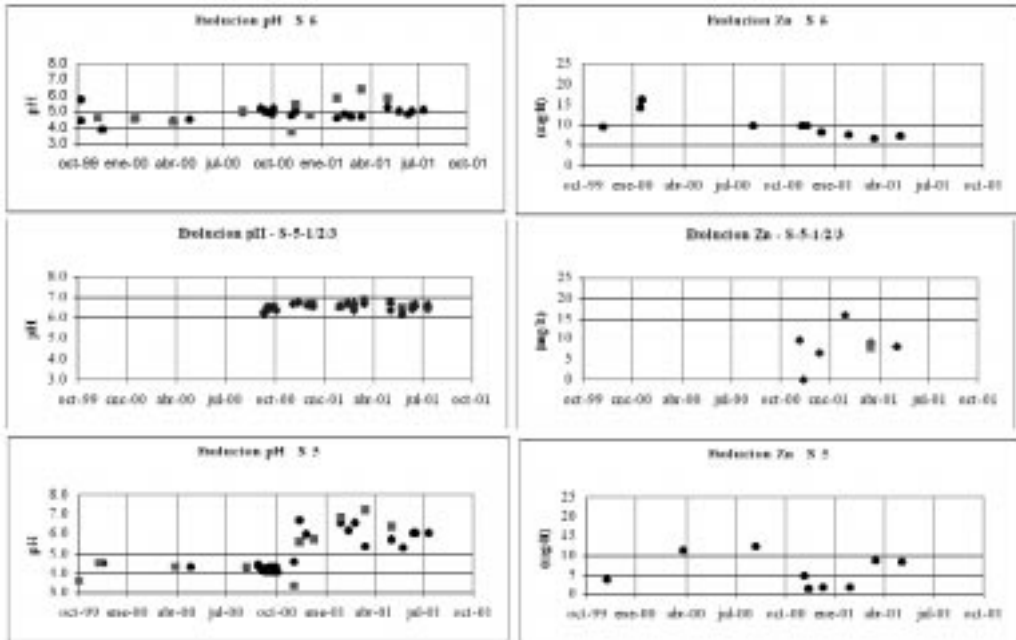 Evolucion pH S 6
8.0
7.0
6.0
5.0
4.0
3.0
pH
oct-99 ene-00 abr-00 jul-00 oct-00 ene-01 abr-01 jul-01 oct-01
Evolucion Zn S 6
25
20
15
10
5
0
(mg/l)
oct-99 ene-00 abr-00 jul-00 oct-00 ene-01 abr-01 jul-01 oct-01
Evolucion pH - S-5-1/2/3
8.0
7.0
6.0
5.0
4.0
3.0
pH
oct-99 ene-00 abr-00 jul-00 oct-00 ene-01 abr-01 jul-01 oct-01
Evolucion Zn - S-5-1/2/3
25
20
15
10
5
0
(mg/l)
oct-99 ene-00 abr-00 jul-00 oct-00 ene-01 abr-01 jul-01 oct-01
Evolucion pH S 5
8.0
7.0
6.0
5.0
4.0
3.0
pH
oct-99 ene-00 abr-00 jul-00 oct-00 ene-01 abr-01 jul-01 oct-01
Evolucion Zn S 5
25
20
15
10
5
0
(mg/l)
oct-99 ene-00 abr-00 jul-00 oct-00 ene-01 abr-01 jul-01 oct-01